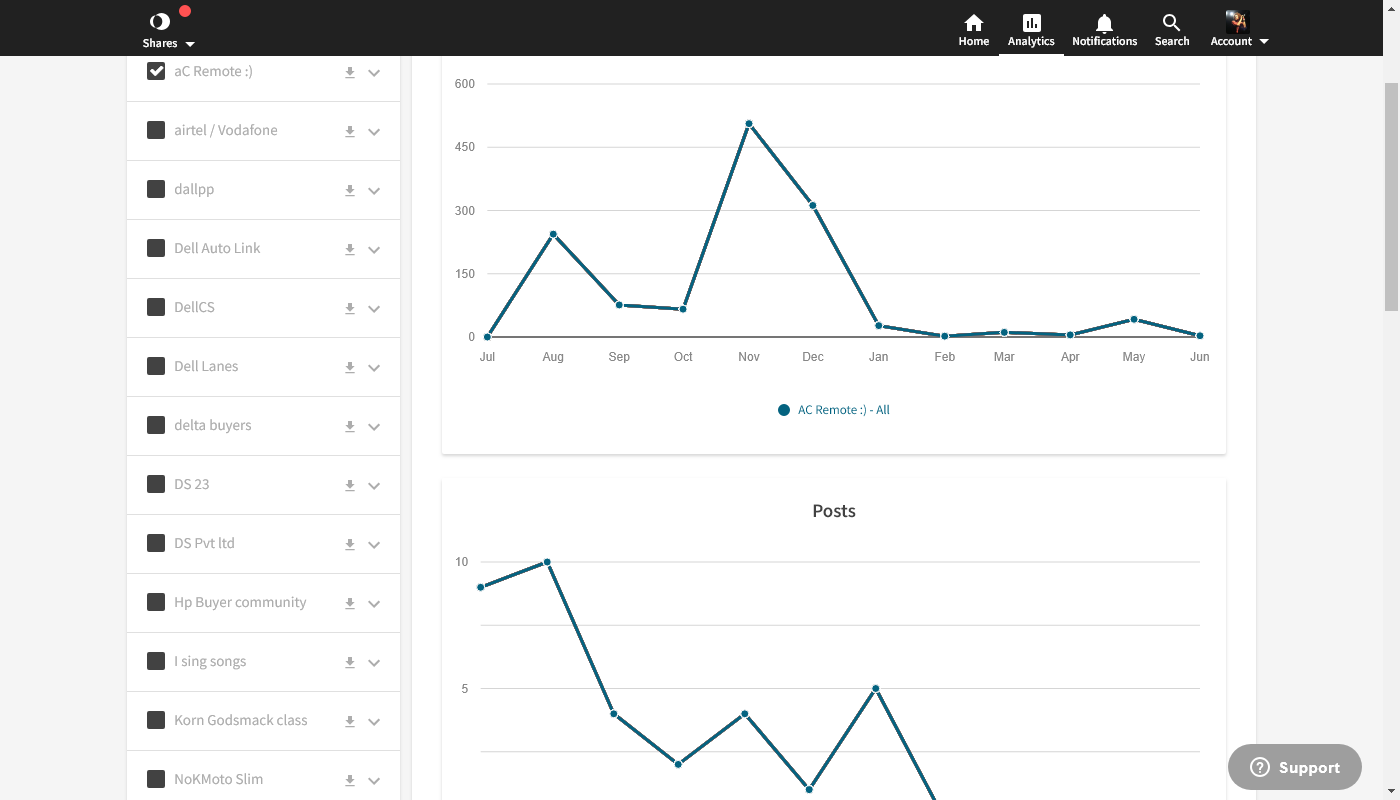 Shares
Home
Analytics
Notifications
Search
Account
aC Remote :)
airtel / Vodafone
dallpp
Dell Auto Link
DellCS
Dell Lanes
delta buyers
DS 23
DS Pvt ltd
Hp Buyer community
I sing songs
Korn Godsmack class
NoKMoto Slim
600
450
300
150
0
Jul Aug Sep Oct Nov Dec Jan Feb Mar Apr May Jun
AC Remote :) - All
Posts
10
5
Support